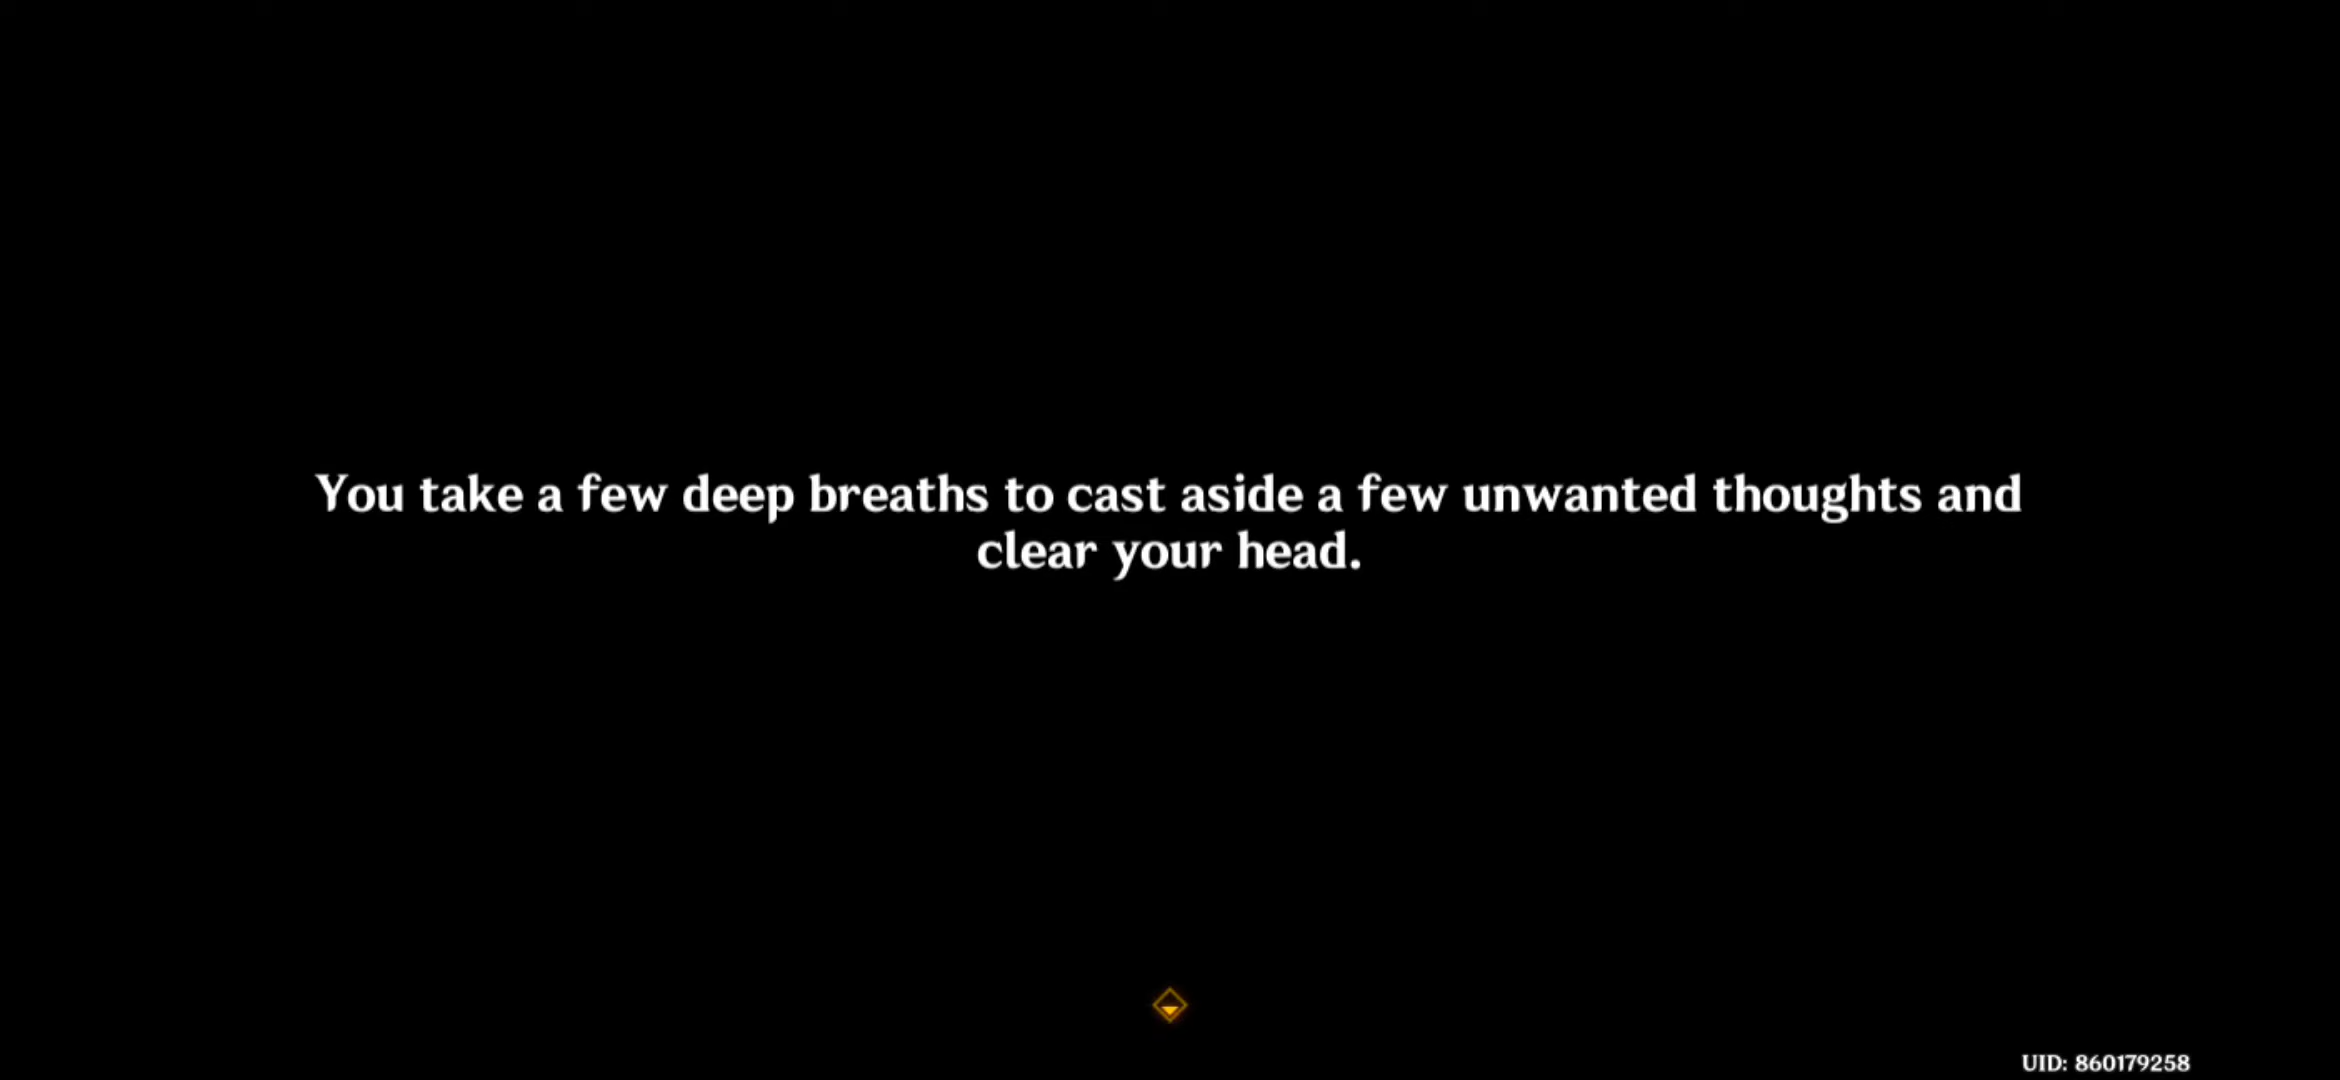 You take a few deep breaths to cast aside a few unwanted thoughts and
clear your head.
UID: 860179258